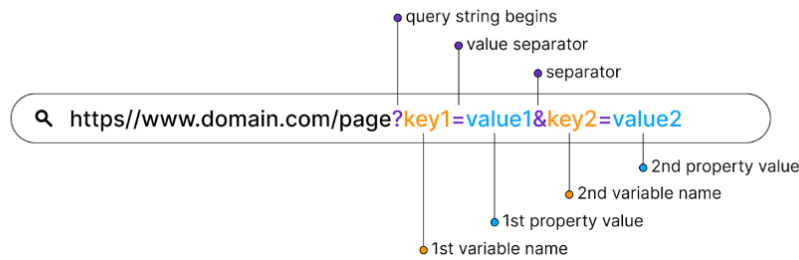 query string begins
value separator
separator
https//www.domain.com/page?key1=value1&key2=value2
2nd property value
2nd variable name
1st property value
1st variable name